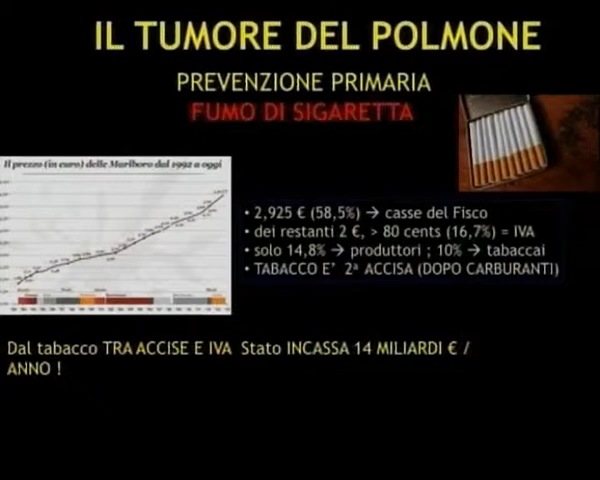 IL TUMORE DEL POLMONE
PREVENZIONE PRIMARIA
FUMO DI SIGARETTA
Il prezzo (in euro) delle Marlboro dal 1992 a oggi
• 2,925 € (58,5%) → casse del Fisco
• dei restanti 2 €, > 80 cents (16,7%) = IVA
• solo 14,8% → produttori ; 10% → tabaccai
• TABACCO E' 2ª ACCISA (DOPO CARBURANTI)
Dal tabacco TRA ACCISE E IVA Stato INCASSA 14 MILIARDI € /
ANNO !